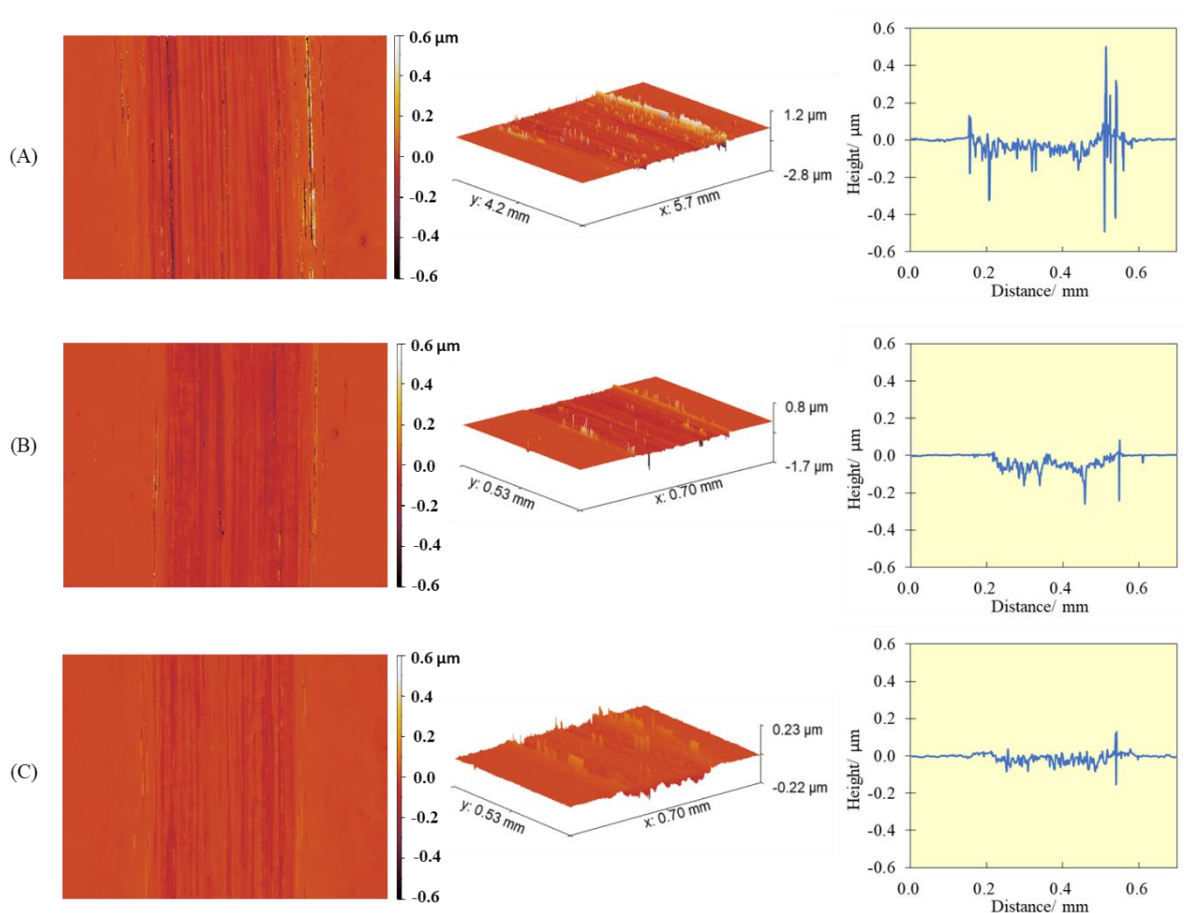 (A)
0.6 μm
0.4
0.2
0.0
-0.2
-0.4
-0.6
1.2 μm
-2.8 μm
y: 4.2 mm
x: 5.7 mm
Height/ μm
0.6
0.4
0.2
0.0
-0.2
-0.4
-0.6
0.0 0.2 0.4 0.6
Distance/ mm
(B)
0.6 μm
0.4
0.2
0.0
-0.2
-0.4
-0.6
0.8 μm
-1.7 μm
y: 0.53 mm
x: 0.70 mm
Height/ μm
0.6
0.4
0.2
0.0
-0.2
-0.4
-0.6
0.0 0.2 0.4 0.6
Distance/ mm
(C)
0.6 μm
0.4
0.2
0.0
-0.2
-0.4
-0.6
0.23 μm
-0.22 μm
y: 0.53 mm
x: 0.70 mm
Height/ μm
0.6
0.4
0.2
0.0
-0.2
-0.4
-0.6
0.0 0.2 0.4 0.6
Distance/ mm